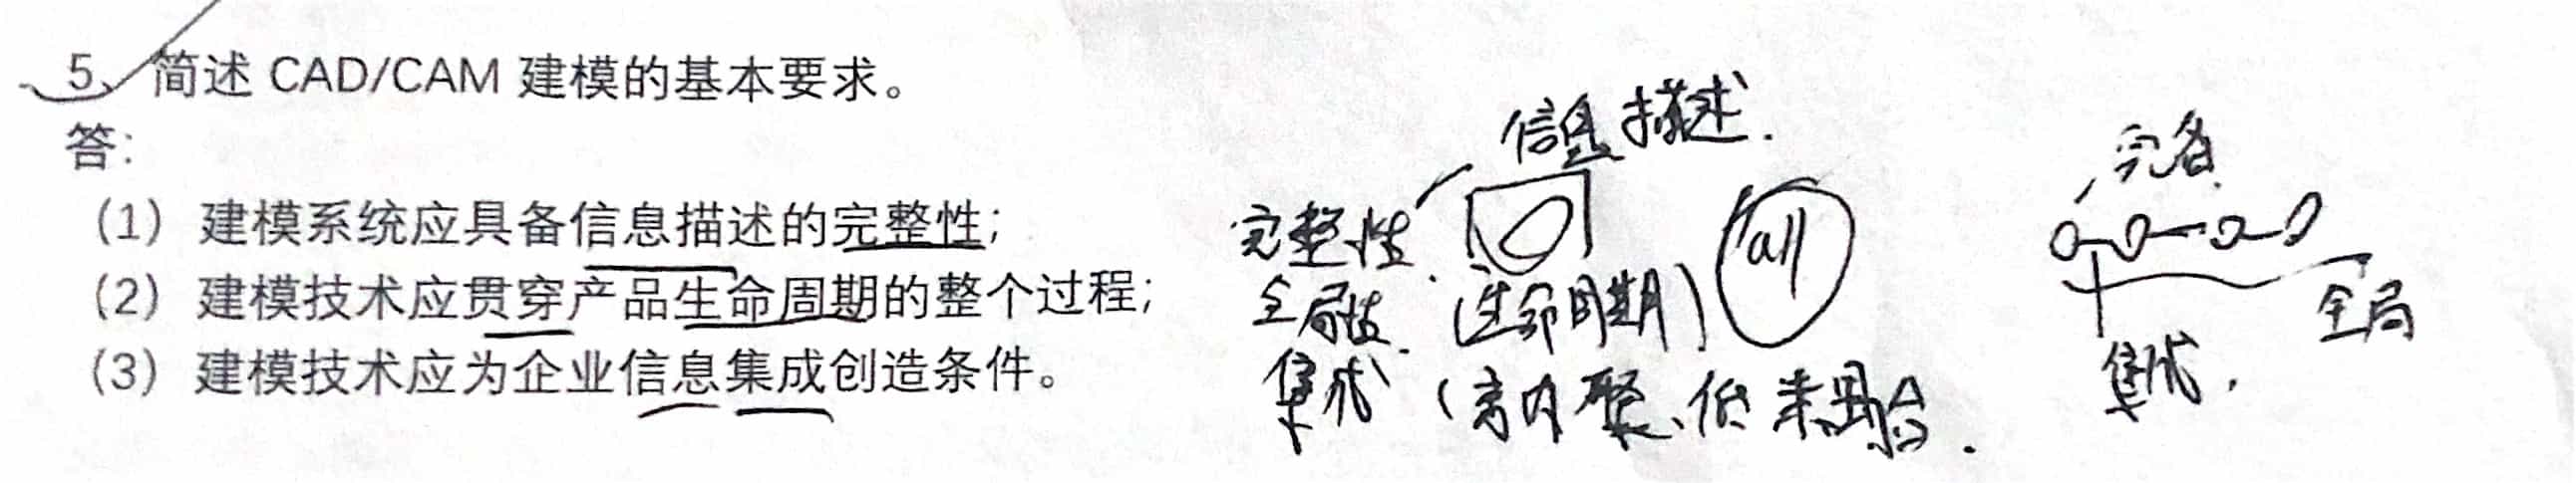 5、简述 CAD/CAM 建模的基本要求。
答：
（1）建模系统应具备信息描述的完整性；
（2）建模技术应贯穿产品生命周期的整个过程；
（3）建模技术应为企业信息集成创造条件。
信息描述.
完整性.
all
全局性. (生命周期)
集成 (高内聚、低耦合.
完备
全局
集成.